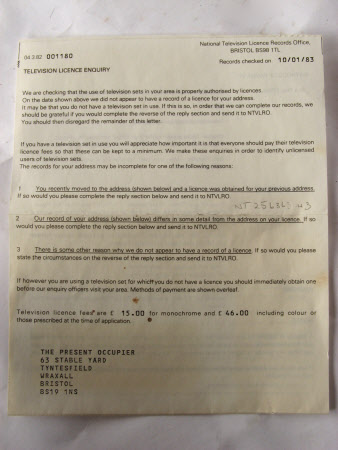 National Television Licence Records Office,
BRISTOL BS98 1TL
04 3 82 001180
Records checked on 10/01/83
TELEVISION LICENCE ENQUIRY
We are checking that the use of television sets in your area is properly authorised by licences.
On the date shown above we did not appear to have a record of a licence for your address.
It may be that you do not have a television set in use. If this is so, in order that we can complete our records, we
should be grateful if you would complete the reverse of the reply section and send it to NTVLRO.
You should then disregard the remainder of this letter.
If you have a television set in use you will appreciate how important it is that everyone should pay their television
licence fees so that these can be kept to a minimum. We make these enquiries in order to identify unlicensed
users of television sets.
The records for your address may be incomplete for one of the following reasons:
1 You recently moved to the address (shown below) and a licence was obtained for your previous address.
If so would you please complete the reply section below and send it to NTVLRO.
2 Our record of your address (shown below) differs in some detail from the address on your licence. If so
would you please complete the reply section below and send it to NTVLRO.
3 There is some other reason why we do not appear to have a record of a licence. If so would you please
state the circumstances on the reverse of the reply section and send it to NTVLRO.
If however you are using a television set for which you do not have a licence you should immediately obtain one
before our enquiry officers visit your area. Methods of payment are shown overleaf.
Television licence fees are £ 15.00 for monochrome and £ 46.00 including colour or
those prescribed at the time of application.
THE PRESENT OCCUPIER
63 STABLE YARD
TYNTESFIELD
WRAXALL
BRISTOL
BS19 1NS